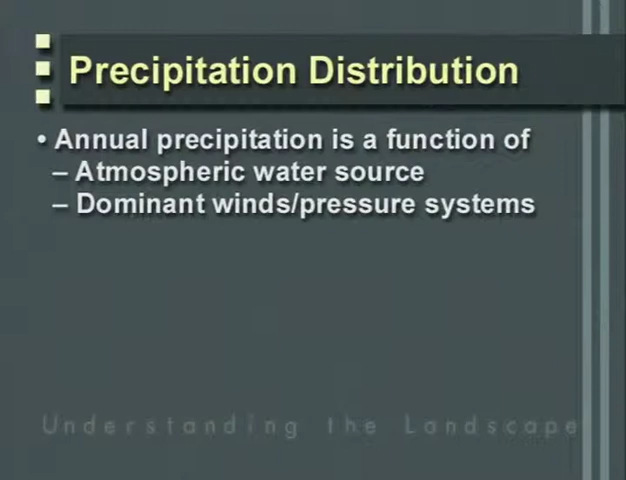 Precipitation Distribution
• Annual precipitation is a function of
– Atmospheric water source
– Dominant winds/pressure systems
Understanding the Landscape